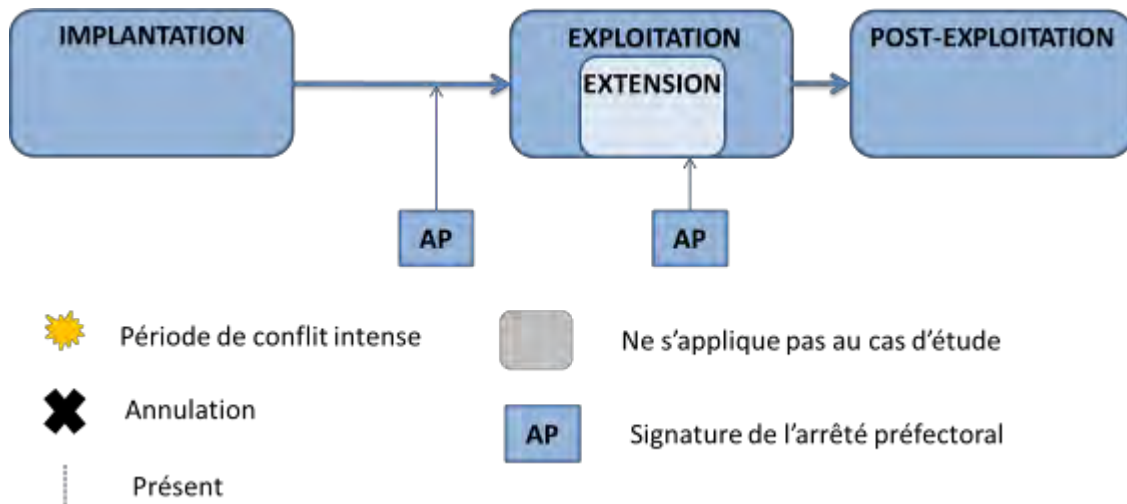 IMPLANTATION
EXPLOITATION
POST-EXPLOITATION
EXTENSION
AP
AP
Période de conflit intense
Ne s’applique pas au cas d’étude
Annulation
AP
Signature de l’arrêté préfectoral
Présent